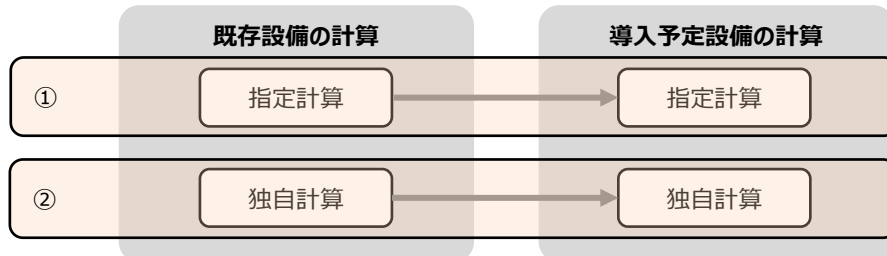 既存設備の計算 導入予定設備の計算
① 指定計算 指定計算
② 独自計算 独自計算